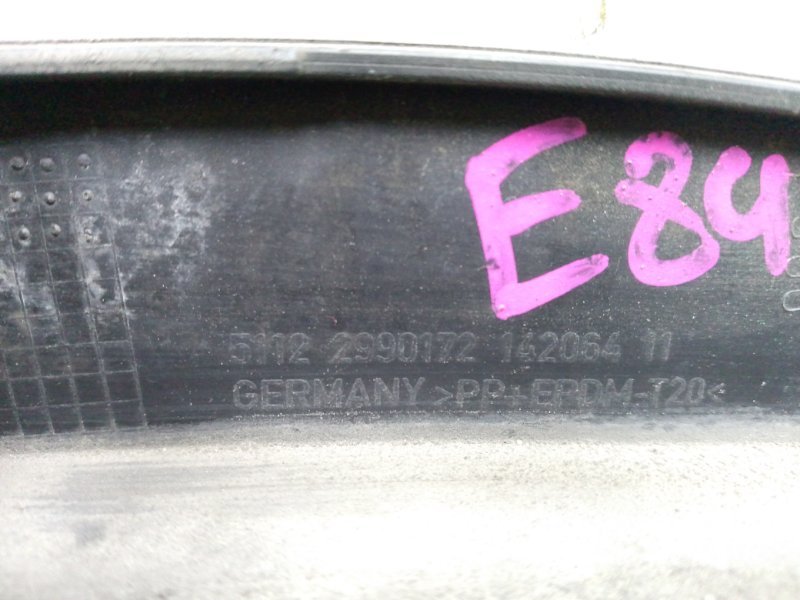 E84
5112 2990172 142064 11
GERMANY >PP+EPDM-T20<